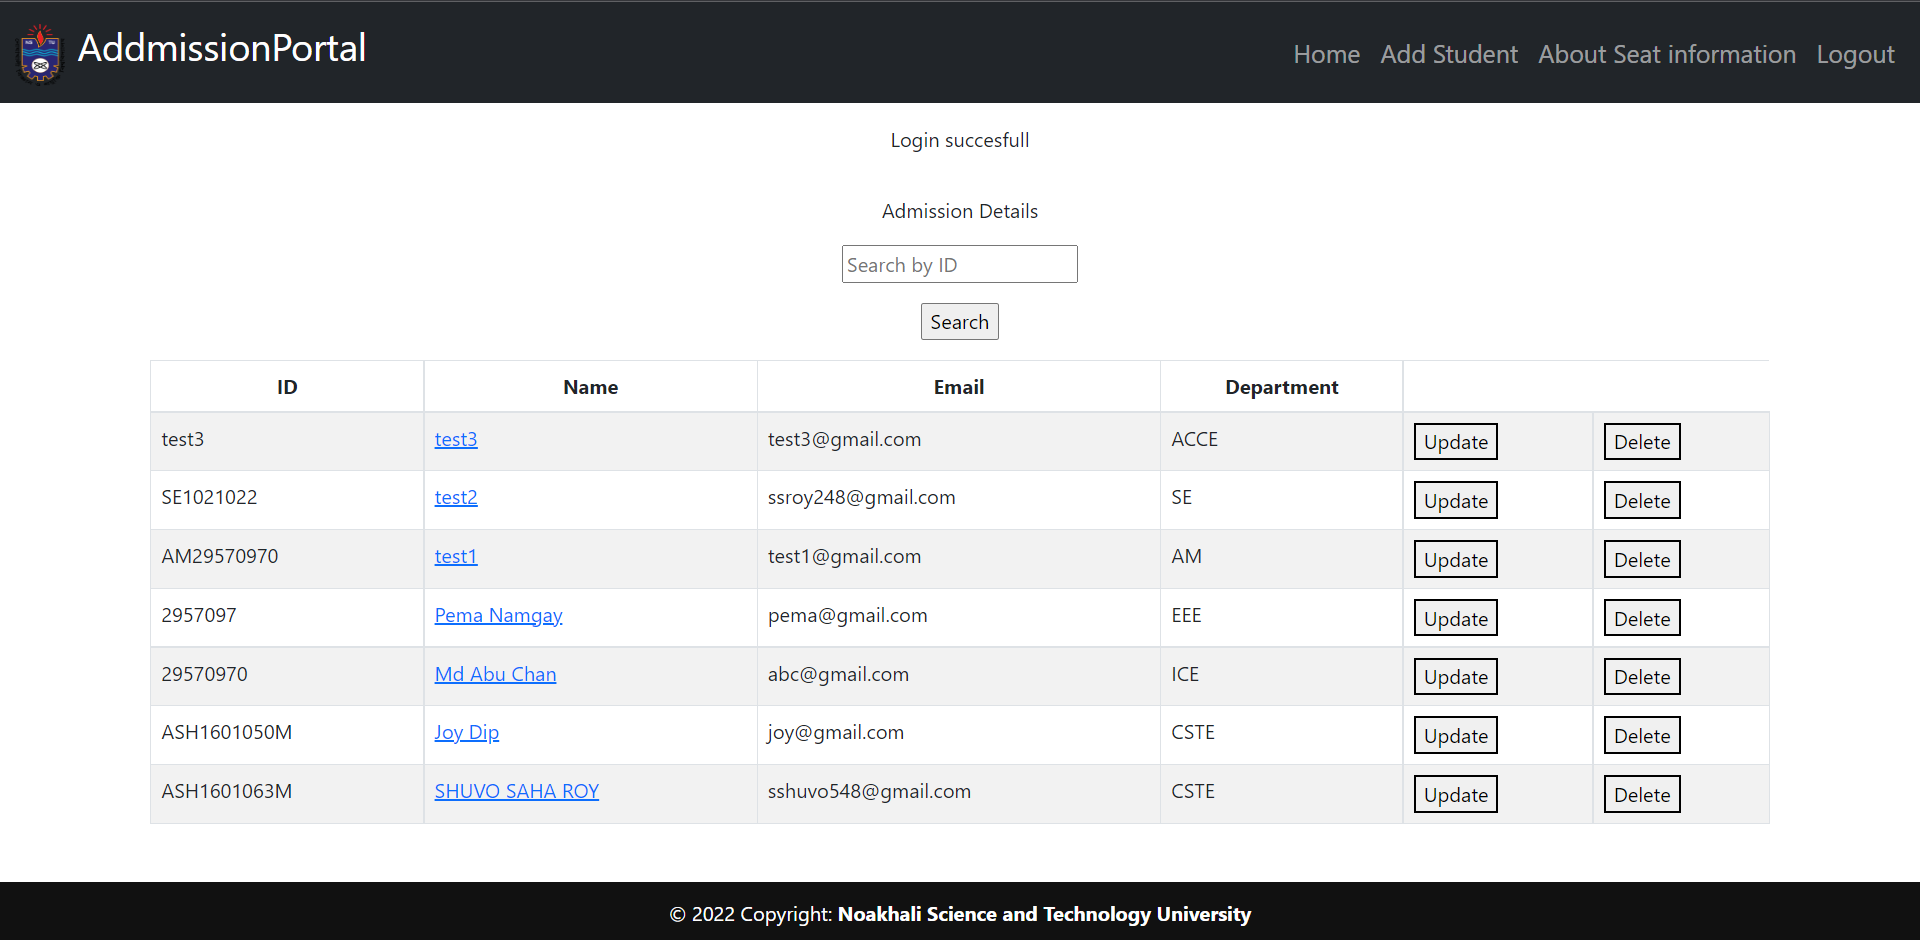 AddmissionPortal
Home Add Student About Seat information Logout
Login succesfull
Admission Details
Search by ID
Search
ID Name Email Department
test3 test3 test3@gmail.com ACCE Update Delete
SE1021022 test2 ssroy248@gmail.com SE Update Delete
AM29570970 test1 test1@gmail.com AM Update Delete
2957097 Pema Namgay pema@gmail.com EEE Update Delete
29570970 Md Abu Chan abc@gmail.com ICE Update Delete
ASH1601050M Joy Dip joy@gmail.com CSTE Update Delete
ASH1601063M SHUVO SAHA ROY sshuvo548@gmail.com CSTE Update Delete
© 2022 Copyright: Noakhali Science and Technology University